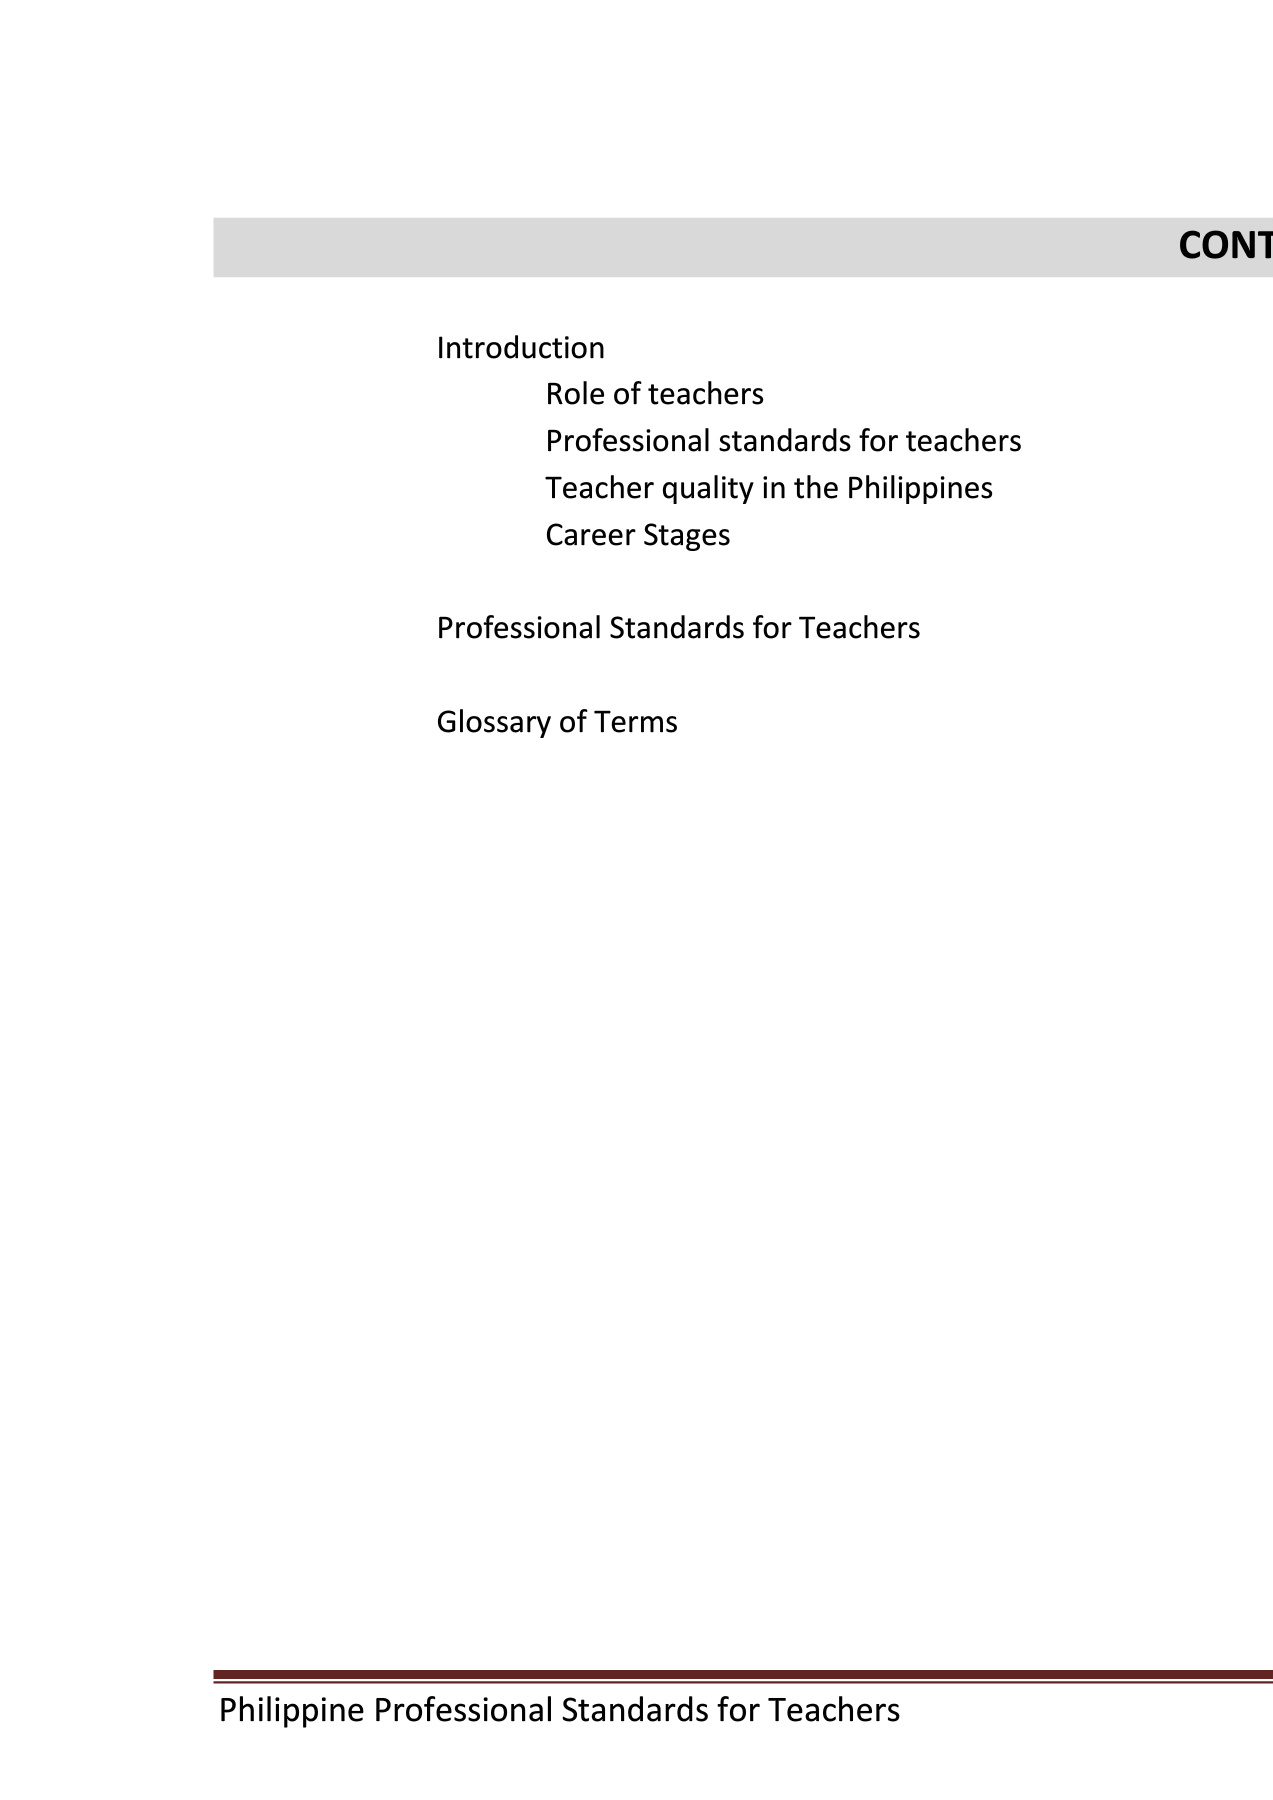 CONT
Introduction
Role of teachers
Professional standards for teachers
Teacher quality in the Philippines
Career Stages
Professional Standards for Teachers
Glossary of Terms
Philippine Professional Standards for Teachers